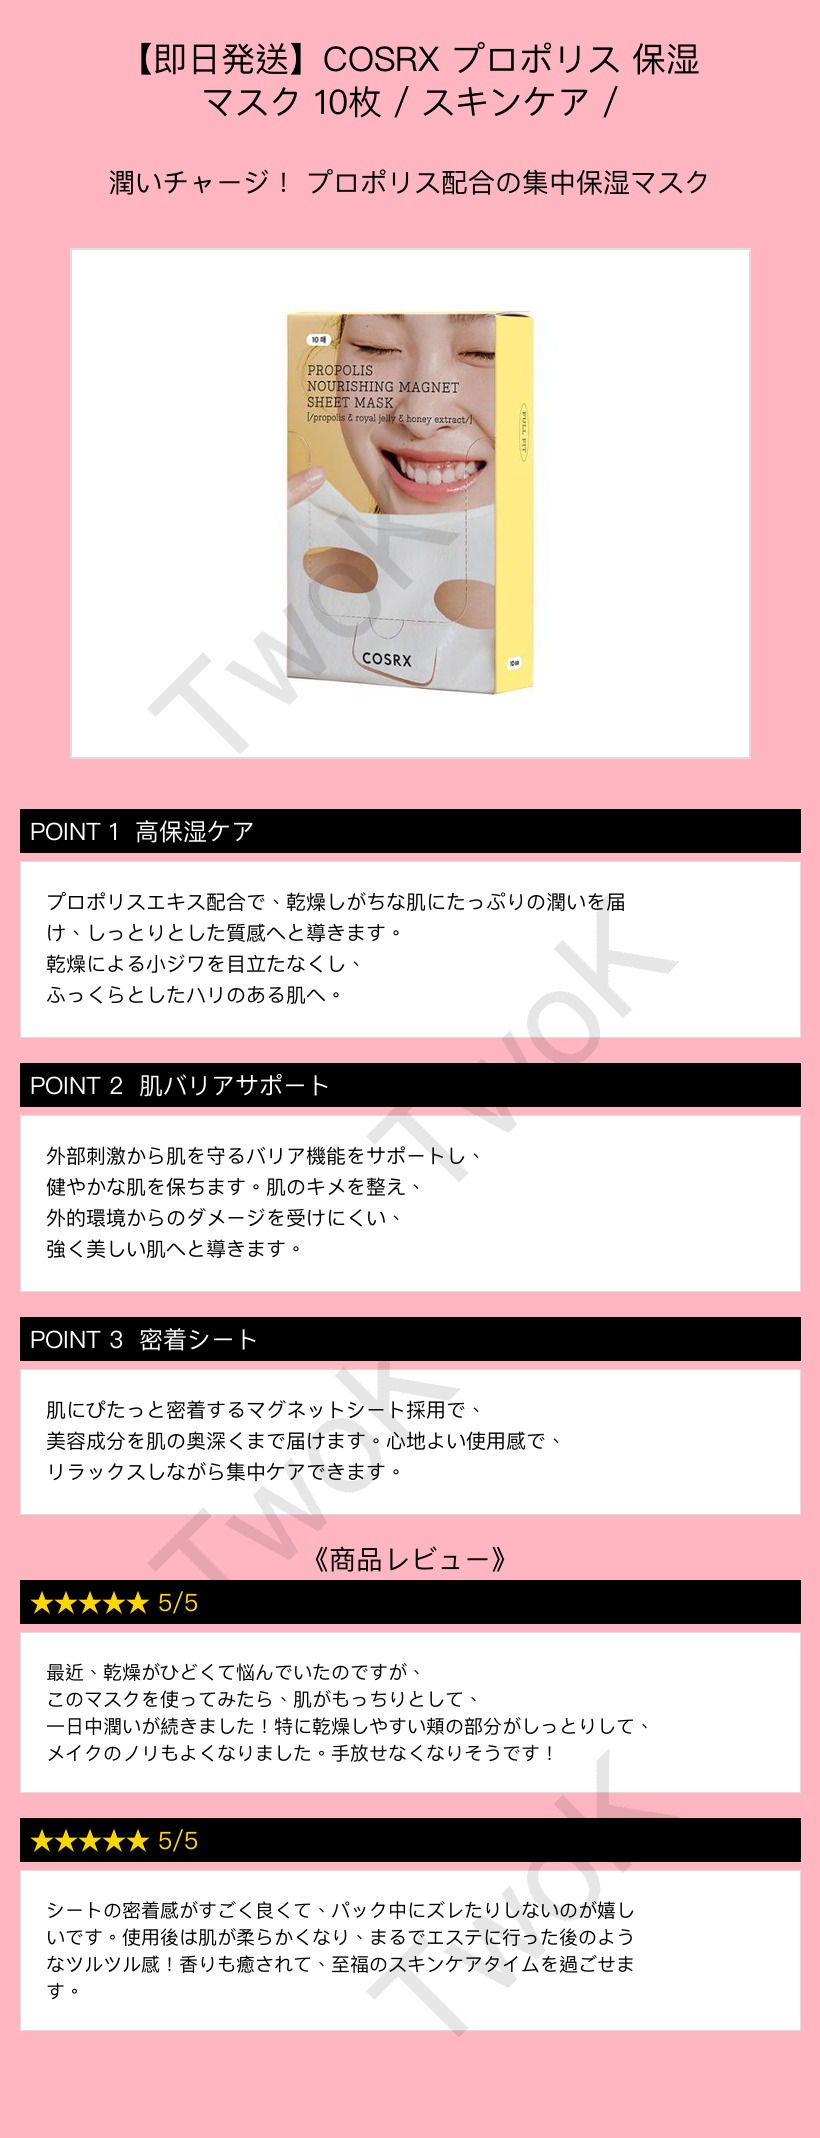 【即日発送】COSRX プロポリス 保湿
マスク 10枚 / スキンケア /
潤いチャージ！ プロポリス配合の集中保湿マスク
10 매
PROPOLIS
NOURISHING MAGNET
SHEET MASK
[/propolis & royal jelly & honey extract/]
FULL FIT
COSRX
TwoK
POINT 1 高保湿ケア
プロポリスエキス配合で、乾燥しがちな肌にたっぷりの潤いを届
け、しっとりとした質感へと導きます。
乾燥による小ジワを目立たなくし、
ふっくらとしたハリのある肌へ。
TwoK
POINT 2 肌バリアサポート
外部刺激から肌を守るバリア機能をサポートし、
健やかな肌を保ちます。肌のキメを整え、
外的環境からのダメージを受けにくい、
強く美しい肌へと導きます。
POINT 3 密着シート
肌にぴたっと密着するマグネットシート採用で、
美容成分を肌の奥深くまで届けます。心地よい使用感で、
リラックスしながら集中ケアできます。
TwoK
《商品レビュー》
★★★★★ 5/5
最近、乾燥がひどくて悩んでいたのですが、
このマスクを使ってみたら、肌がもっちりとして、
一日中潤いが続きました！特に乾燥しやすい頬の部分がしっとりして、
メイクのノリもよくなりました。手放せなくなりそうです！
★★★★★ 5/5
シートの密着感がすごく良くて、パック中にズレたりしないのが嬉し
いです。使用後は肌が柔らかくなり、まるでエステに行った後のよう
なツルツル感！香りも癒されて、至福のスキンケアタイムを過ごせま
す。
TwoK